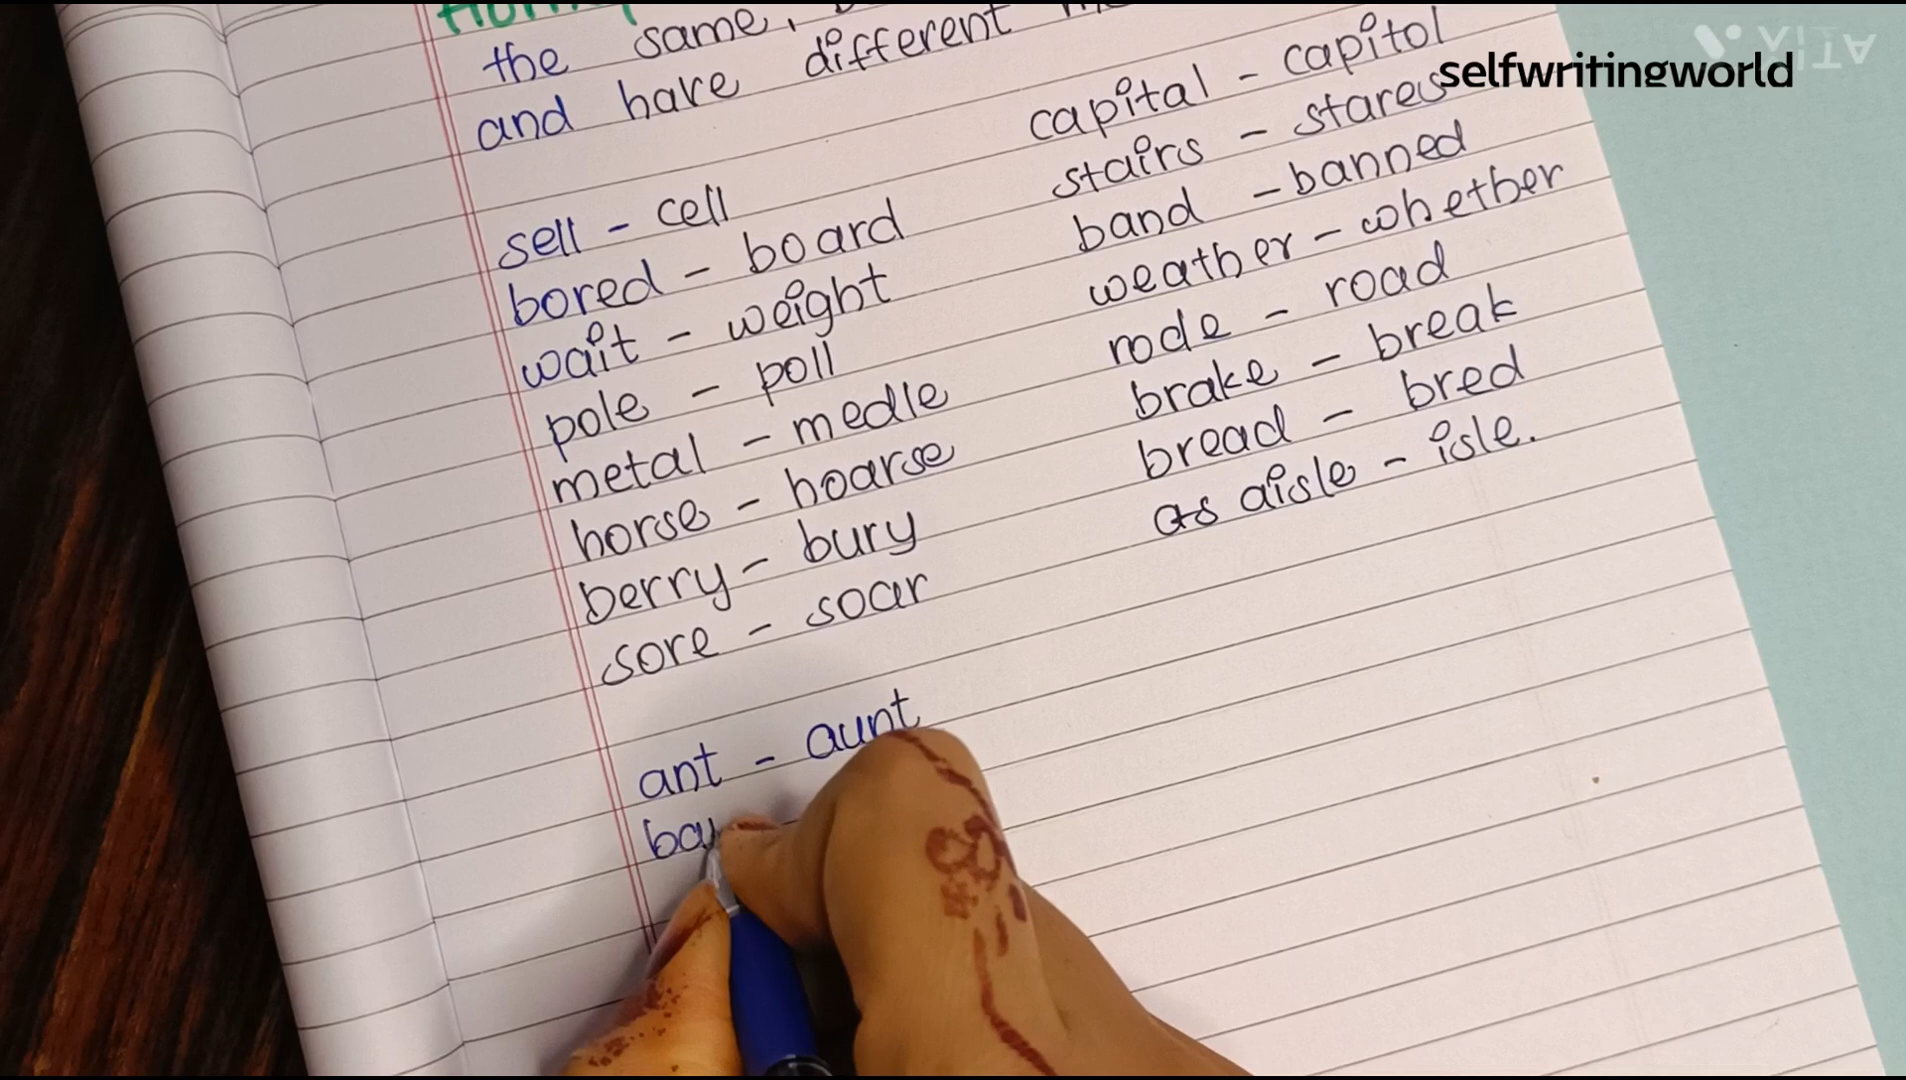 the same,
and have different
sell - cell
bored - board
wait - weight
pole - poll
metal - medle
horse - hoarse
berry - bury
sore - soar
ant - aunt
capital - capitol
stairs - stares
band - banned
weather - whether
rode - road
brake - break
bread - bred
as aisle - isle.
selfwritingworld